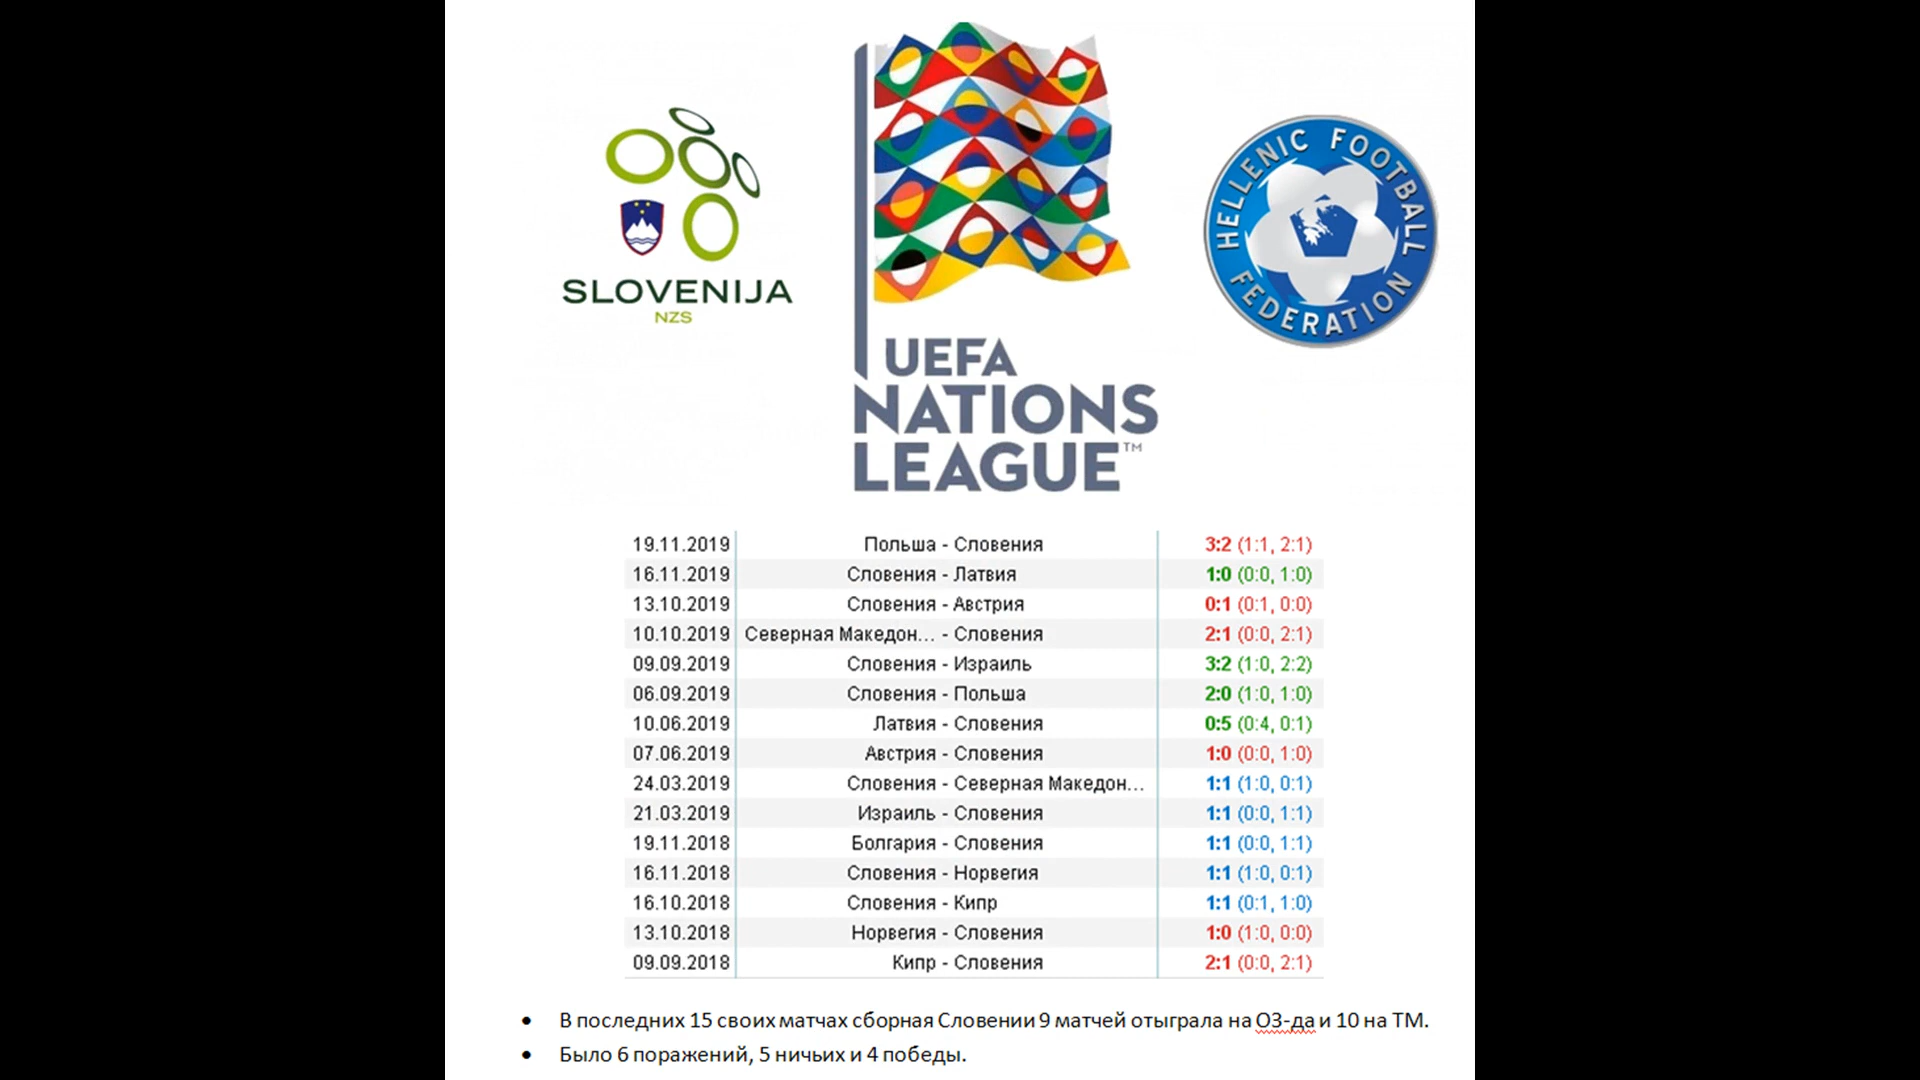 SLOVENIJA
NZS
UEFA
NATIONS
LEAGUE™
HELLENIC FOOTBALL
FEDERATION
19.11.2019 Польша - Словения 3:2 (1:1, 2:1)
16.11.2019 Словения - Латвия 1:0 (0:0, 1:0)
13.10.2019 Словения - Австрия 0:1 (0:1, 0:0)
10.10.2019 Северная Македон... - Словения 2:1 (0:0, 2:1)
09.09.2019 Словения - Израиль 3:2 (1:0, 2:2)
06.09.2019 Словения - Польша 2:0 (1:0, 1:0)
10.06.2019 Латвия - Словения 0:5 (0:4, 0:1)
07.06.2019 Австрия - Словения 1:0 (0:0, 1:0)
24.03.2019 Словения - Северная Македон... 1:1 (1:0, 0:1)
21.03.2019 Израиль - Словения 1:1 (0:0, 1:1)
19.11.2018 Болгария - Словения 1:1 (0:0, 1:1)
16.11.2018 Словения - Норвегия 1:1 (1:0, 0:1)
16.10.2018 Словения - Кипр 1:1 (0:1, 1:0)
13.10.2018 Норвегия - Словения 1:0 (1:0, 0:0)
09.09.2018 Кипр - Словения 2:1 (0:0, 2:1)
• В последних 15 своих матчах сборная Словении 9 матчей отыграла на ОЗ-да и 10 на ТМ.
• Было 6 поражений, 5 ничьих и 4 победы.